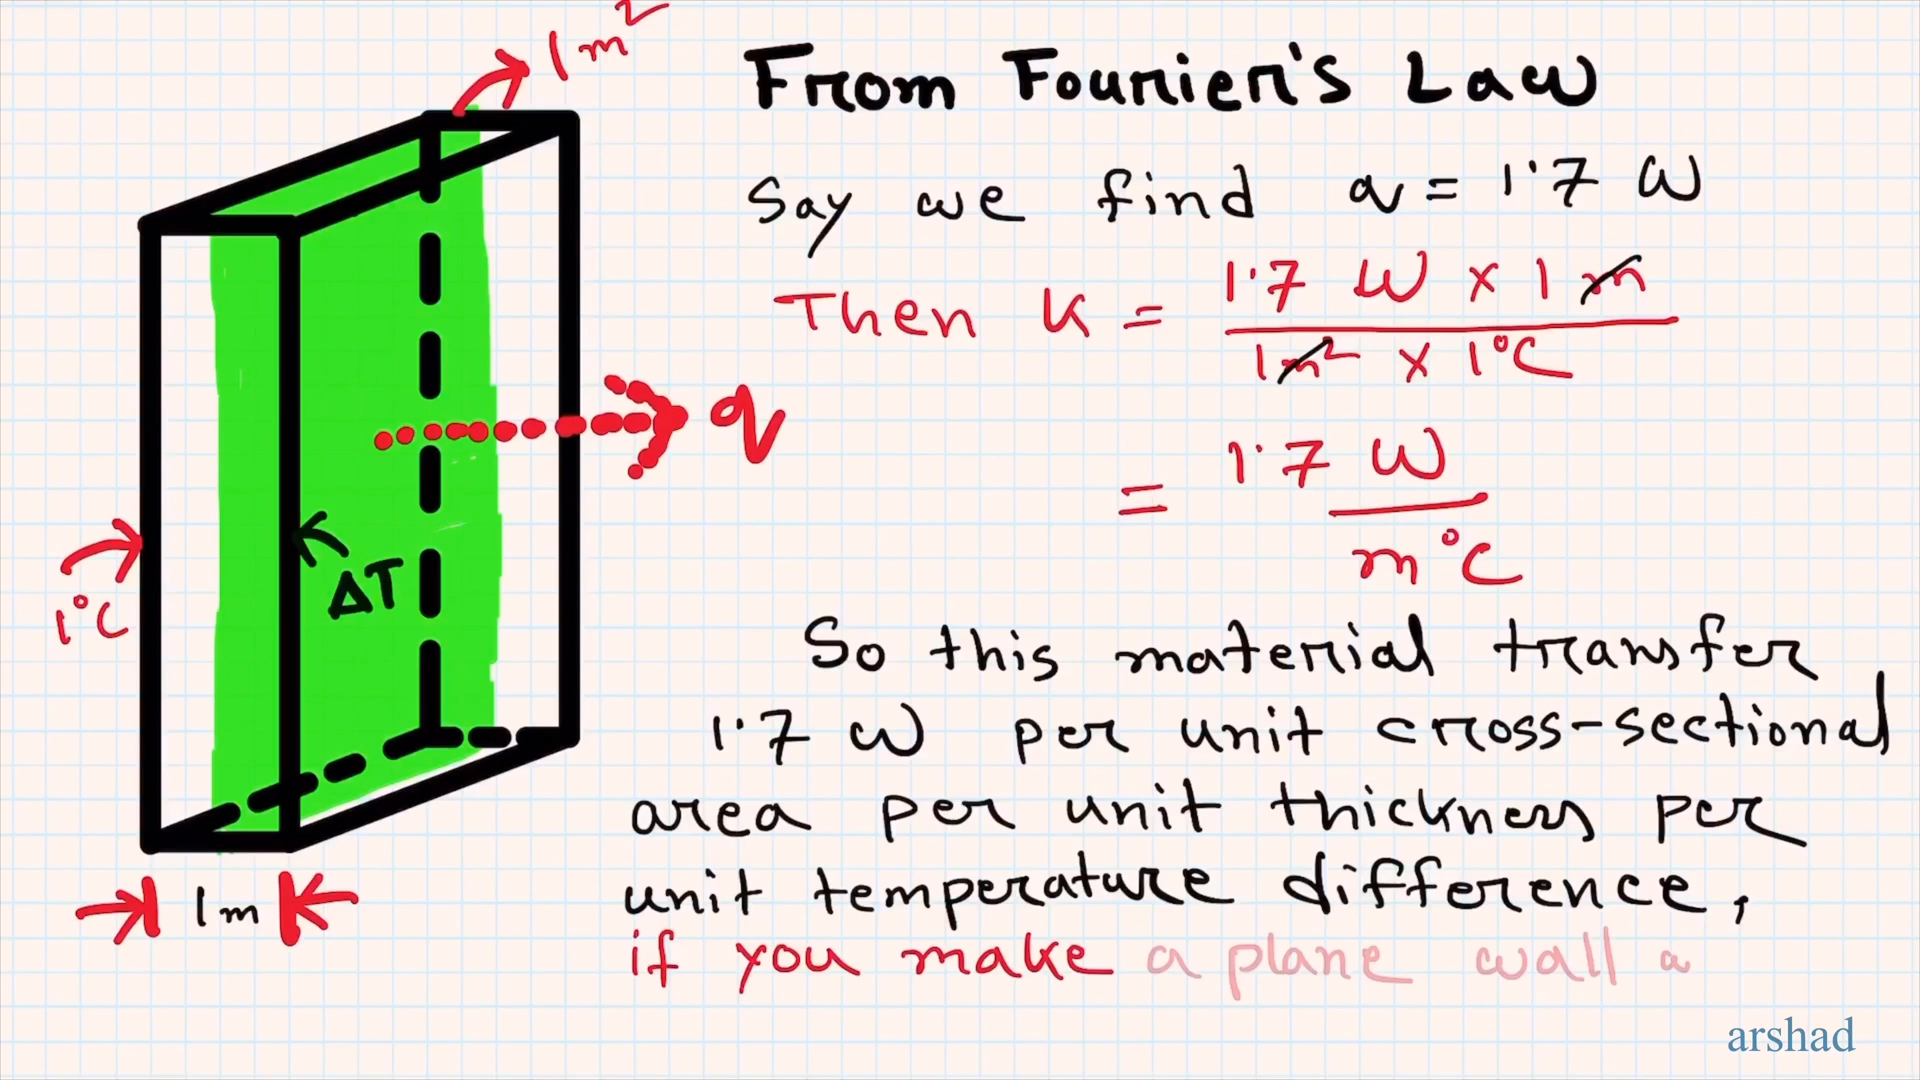 1 m²
From Fourier's Law
Say we find q = 1.7 W
Then K = 1.7 W x 1 m
1m² x 1°C
q
= 1.7 W
m°C
ΔT
1°C
So this material transfer
1.7 W per unit cross-sectional
area per unit thickness per
unit temperature difference,
1m
if you make a plane wall
arshad